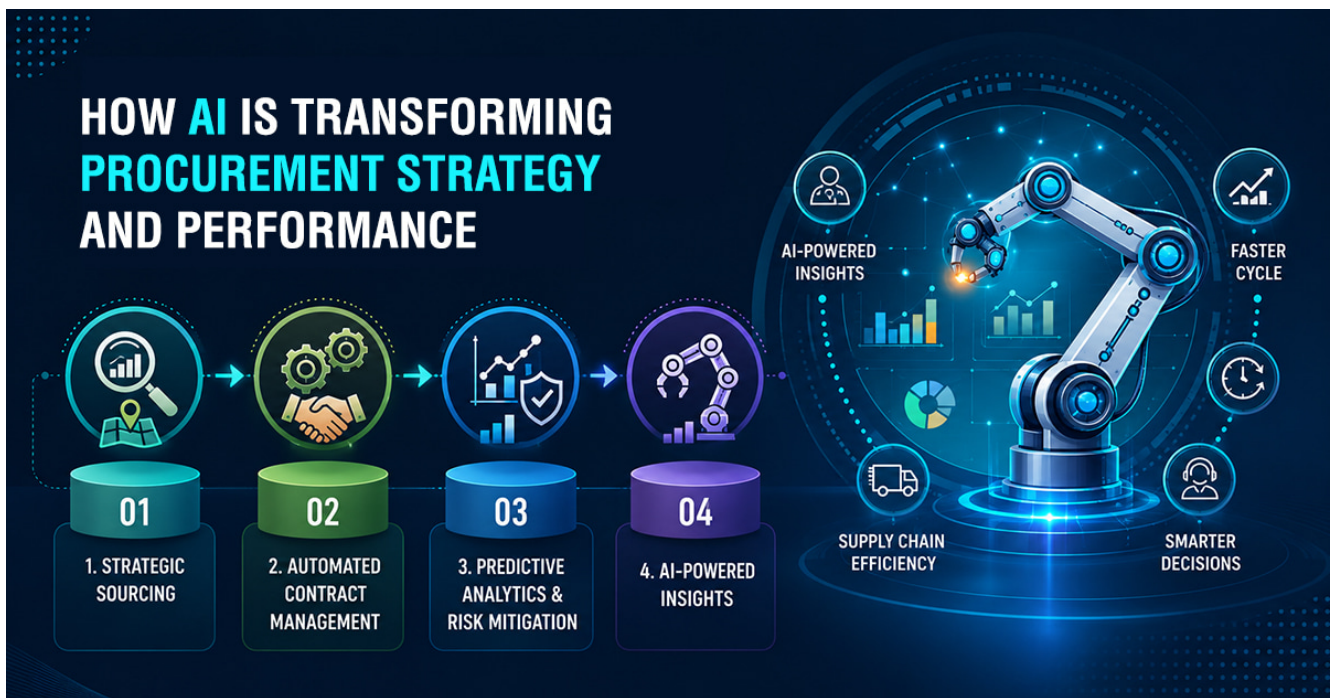 HOW AI IS TRANSFORMING
PROCUREMENT STRATEGY
AND PERFORMANCE
01
1. STRATEGIC
SOURCING
02
2. AUTOMATED
CONTRACT
MANAGEMENT
03
3. PREDICTIVE
ANALYTICS &
RISK MITIGATION
04
4. AI-POWERED
INSIGHTS
AI-POWERED
INSIGHTS
FASTER
CYCLE
SUPPLY CHAIN
EFFICIENCY
SMARTER
DECISIONS